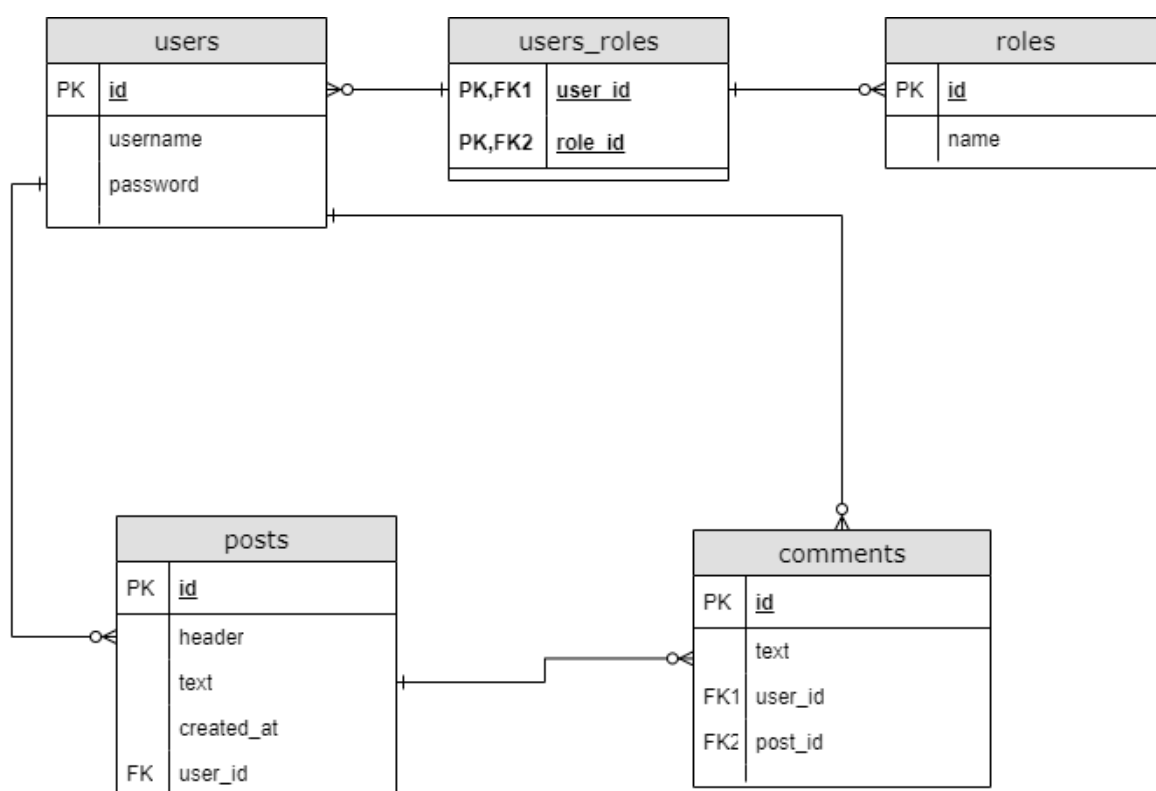 users
PK id
username
password
users_roles
PK,FK1 user_id
PK,FK2 role_id
roles
PK id
name
posts
PK id
header
text
created_at
FK user_id
comments
PK id
text
FK1 user_id
FK2 post_id